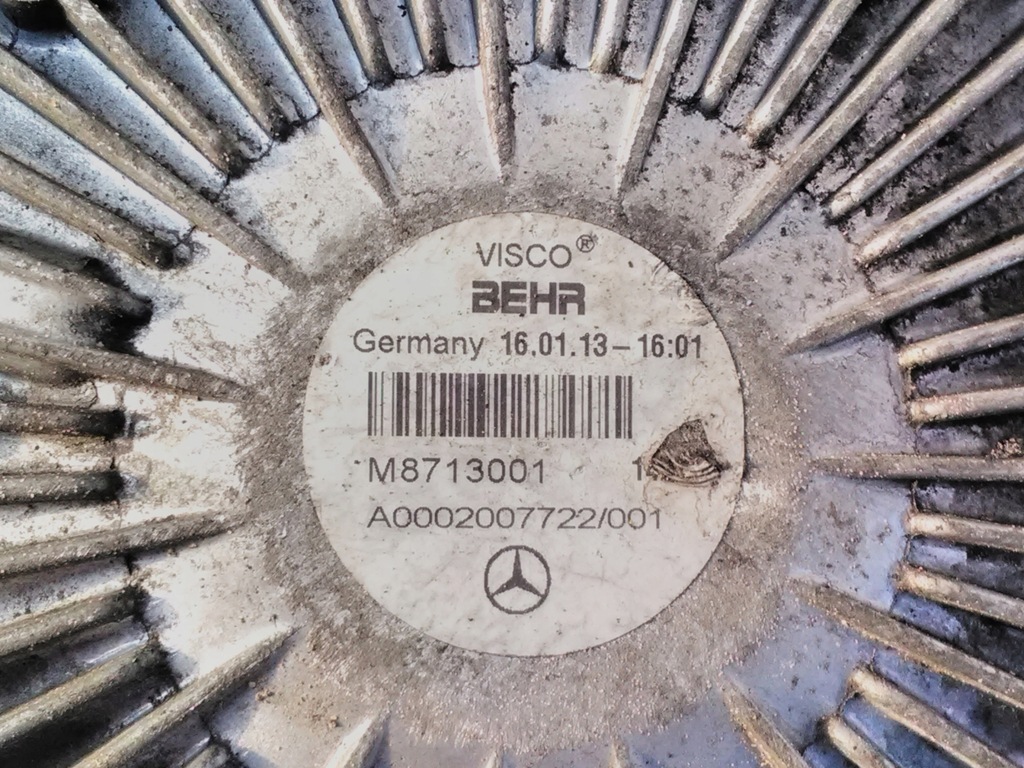 VISCO®
BEHR
Germany 16.01.13-16:01
M8713001
A0002007722/001